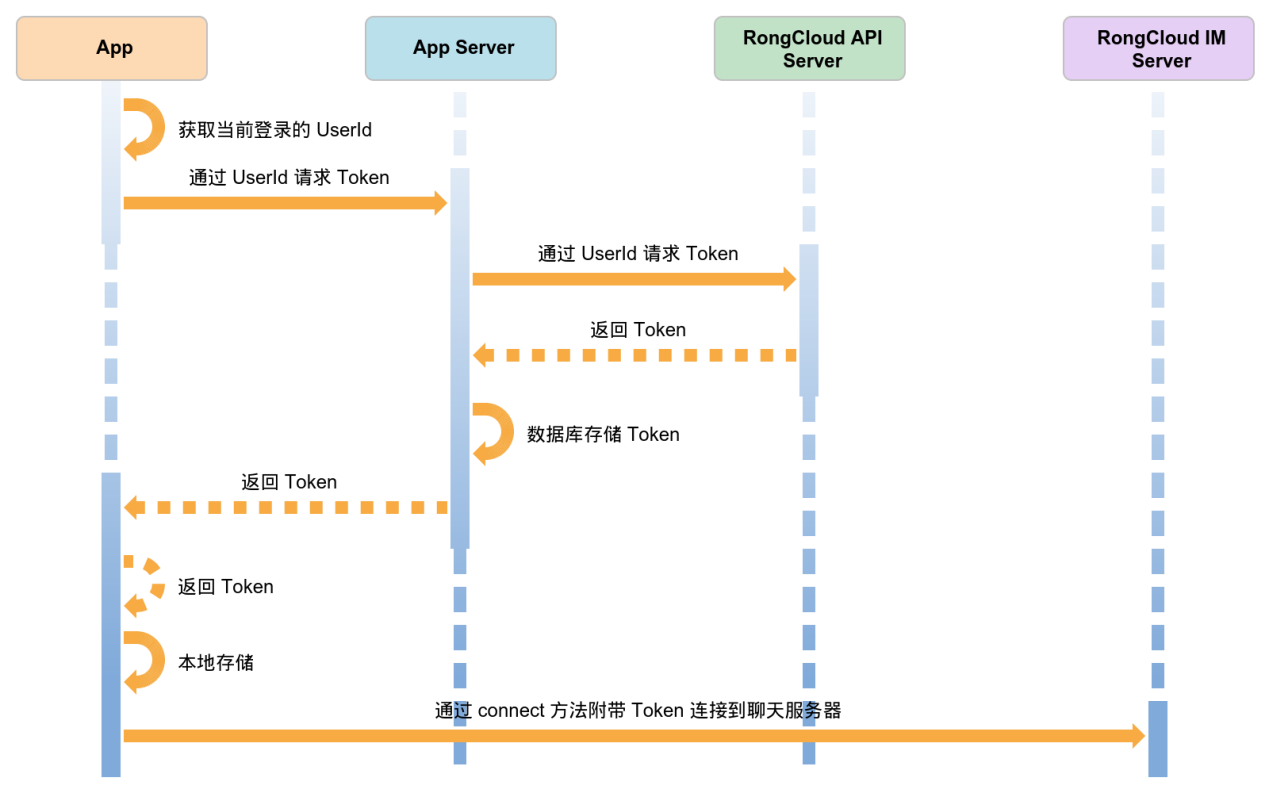 App
App Server
RongCloud API
Server
RongCloud IM
Server
获取当前登录的 UserId
通过 UserId 请求 Token
通过 UserId 请求 Token
返回 Token
数据库存储 Token
返回 Token
返回 Token
本地存储
通过 connect 方法附带 Token 连接到聊天服务器